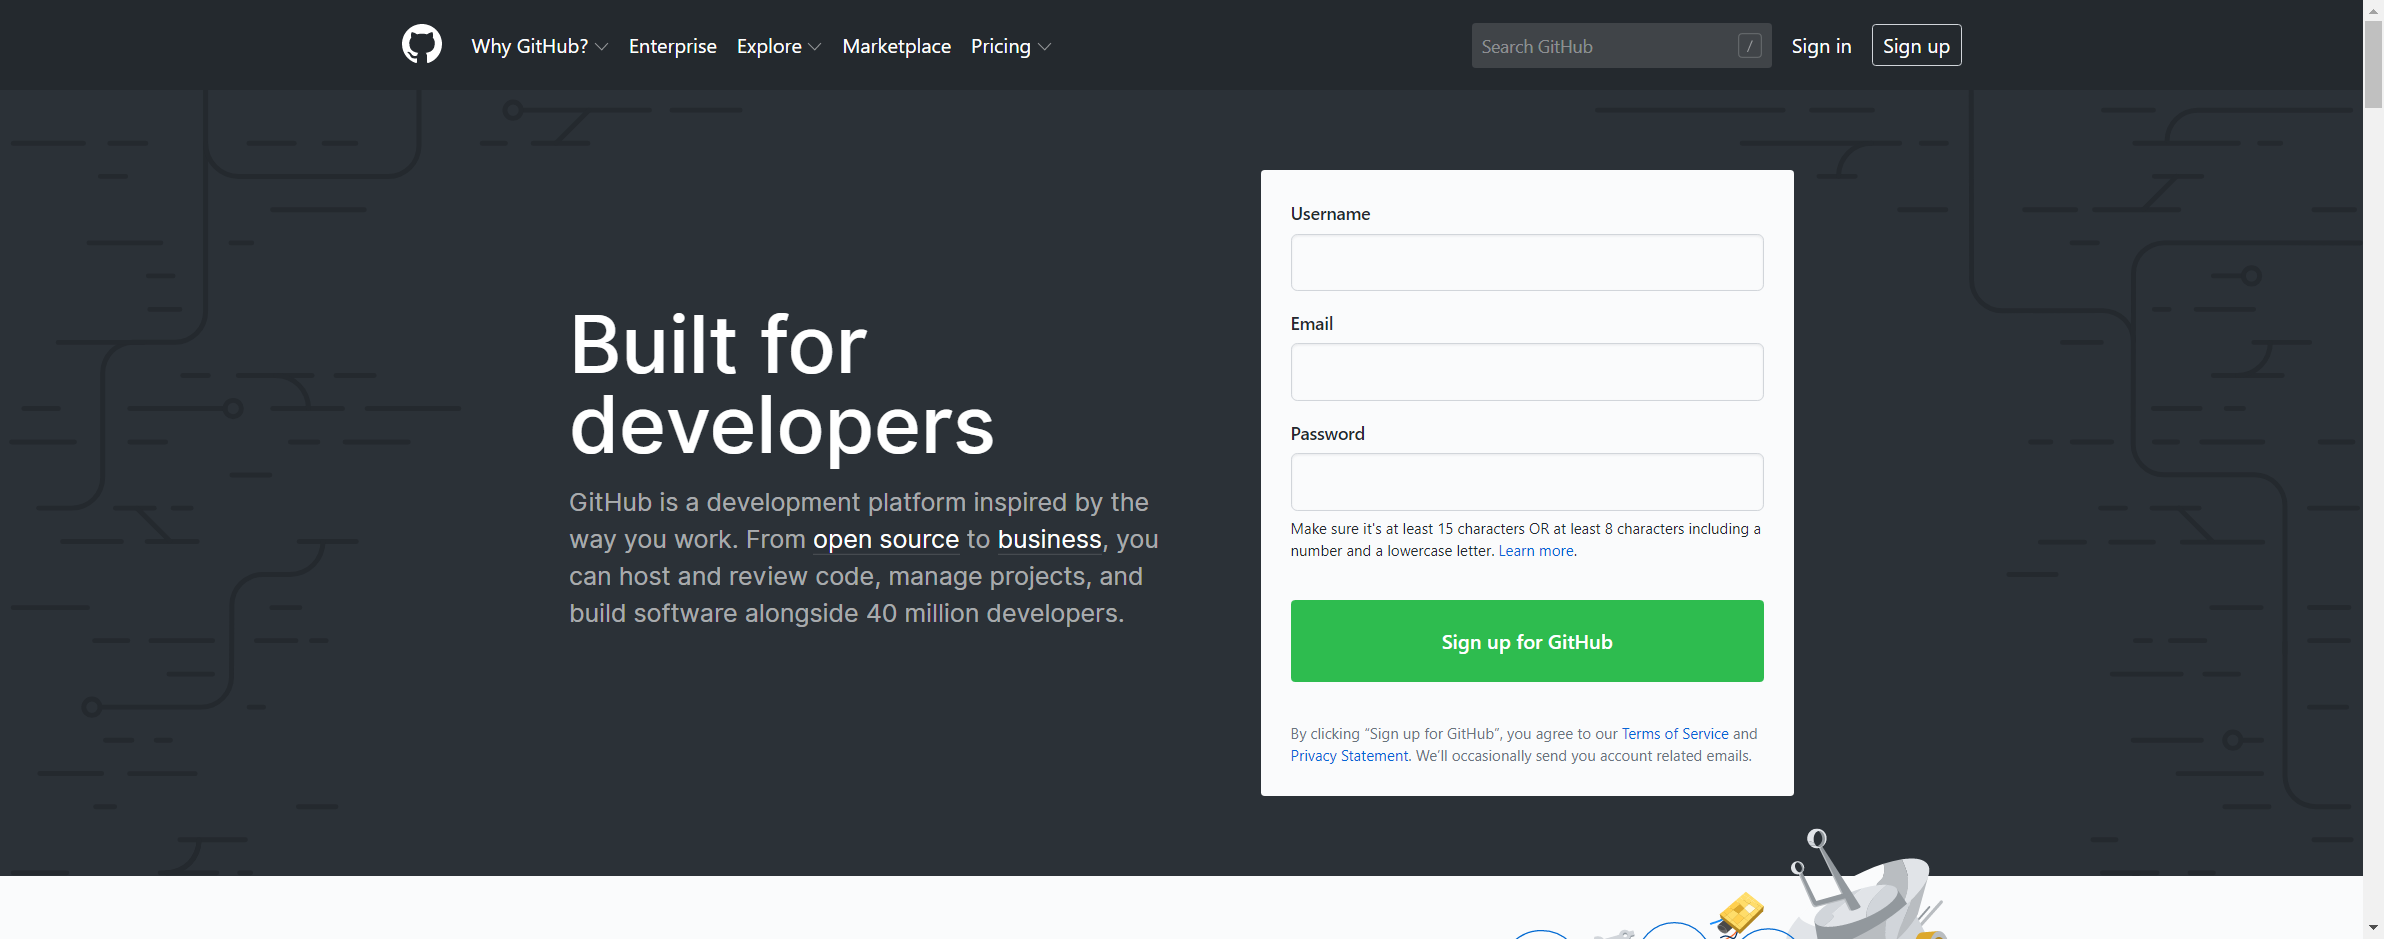 Why GitHub? Enterprise Explore Marketplace Pricing Search GitHub / Sign in Sign up
Built for
developers
GitHub is a development platform inspired by the
way you work. From open source to business, you
can host and review code, manage projects, and
build software alongside 40 million developers.
Username
Email
Password
Make sure it's at least 15 characters OR at least 8 characters including a
number and a lowercase letter. Learn more.
Sign up for GitHub
By clicking “Sign up for GitHub”, you agree to our Terms of Service and
Privacy Statement. We’ll occasionally send you account related emails.